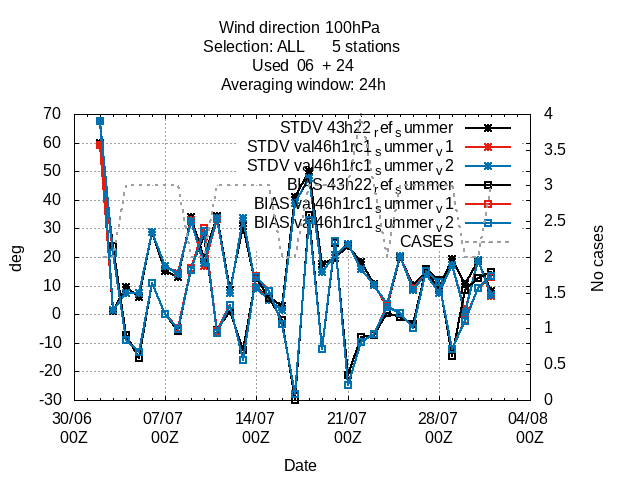 Wind direction 100hPa
Selection: ALL 5 stations
Used 06 + 24
Averaging window: 24h
70
60
50
40
30
20
10
0
-10
-20
-30
deg
4
3.5
3
2.5
2
1.5
1
0.5
0
No cases
STDV 43h22_ref_summer
STDV val46h1rc1_summer_v1
STDV val46h1rc1_summer_v2
BIAS 43h22_ref_summer
BIAS val46h1rc1_summer_v1
BIAS val46h1rc1_summer_v2
CASES
30/06 07/07 14/07 21/07 28/07 04/08
00Z 00Z 00Z 00Z 00Z 00Z
Date